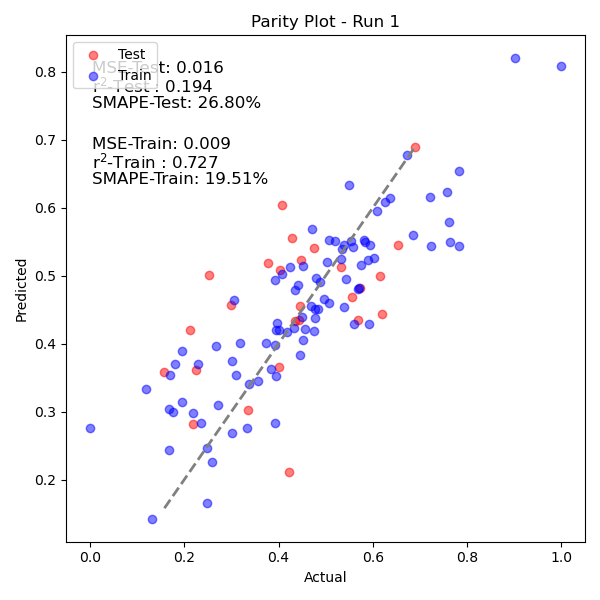 Parity Plot - Run 1
Test
Train
MSE-Test: 0.016
r²-Test : 0.194
SMAPE-Test: 26.80%
MSE-Train: 0.009
r²-Train : 0.727
SMAPE-Train: 19.51%
Predicted
0.8
0.7
0.6
0.5
0.4
0.3
0.2
0.0 0.2 0.4 0.6 0.8 1.0
Actual